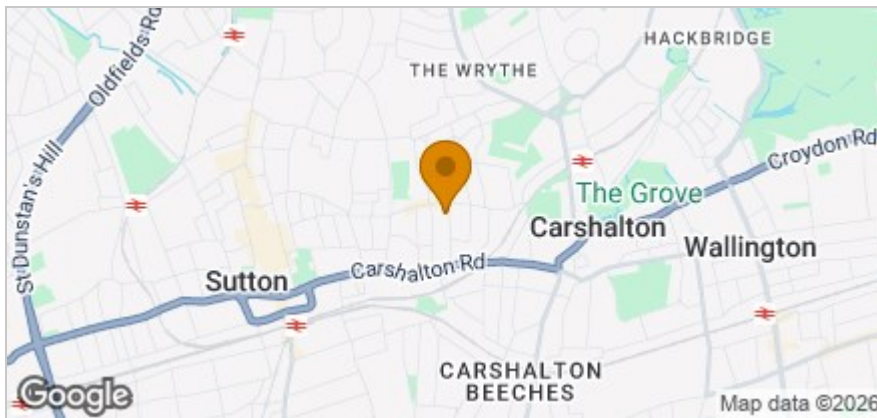 HACKBRIDGE
THE WRYTHE
Oldfields Rd
St Dunstan's Hill
Croydon Rd
The Grove
Carshalton
Wallington
Carshalton Rd
Sutton
CARSHALTON
BEECHES
Google
Map data ©2026